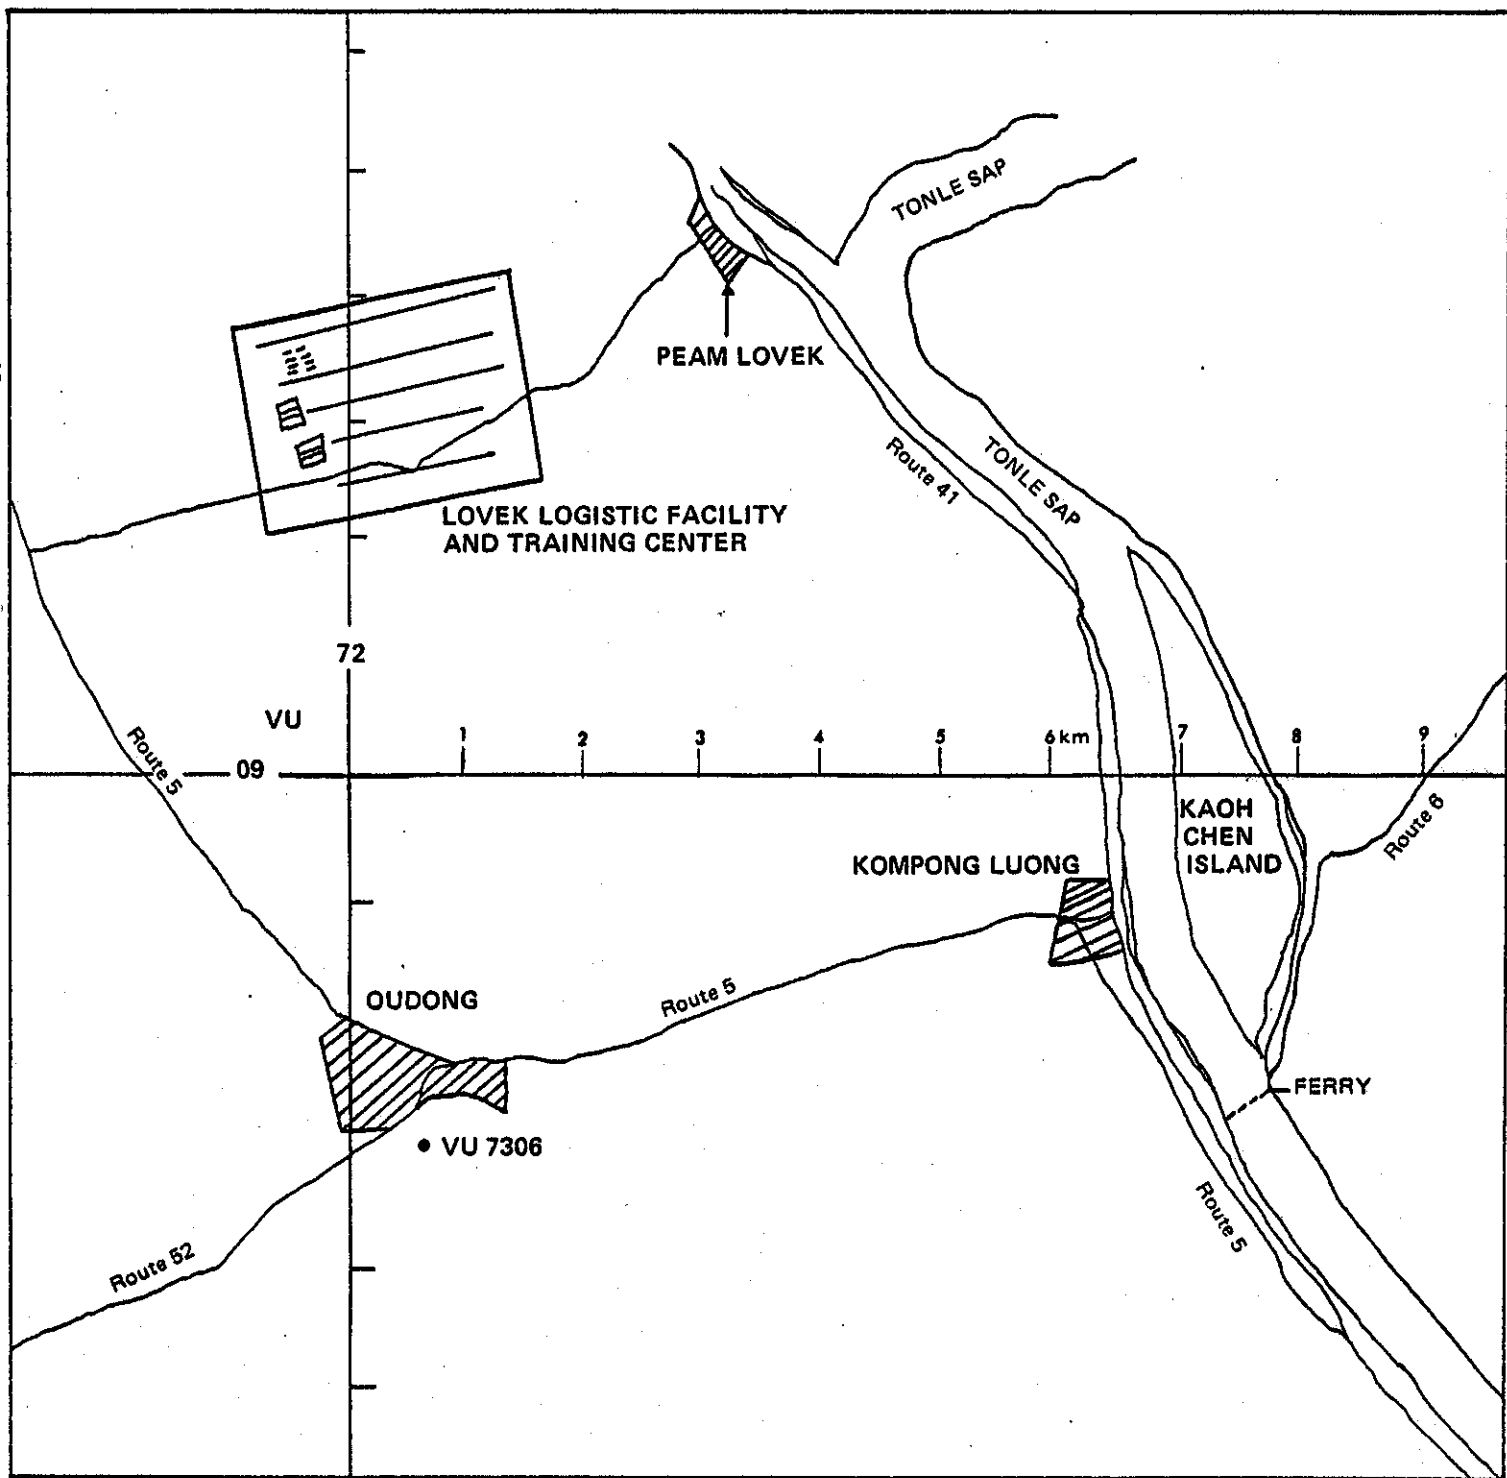 TONLE SAP
PEAM LOVEK
Route 41
TONLE SAP
LOVEK LOGISTIC FACILITY
AND TRAINING CENTER
72
VU
Route 5
09
1
2
3
4
5
6 km
7
8
9
KAOH
CHEN
ISLAND
Route 6
KOMPONG LUONG
OUDONG
Route 5
FERRY
VU 7306
Route 5
Route 52